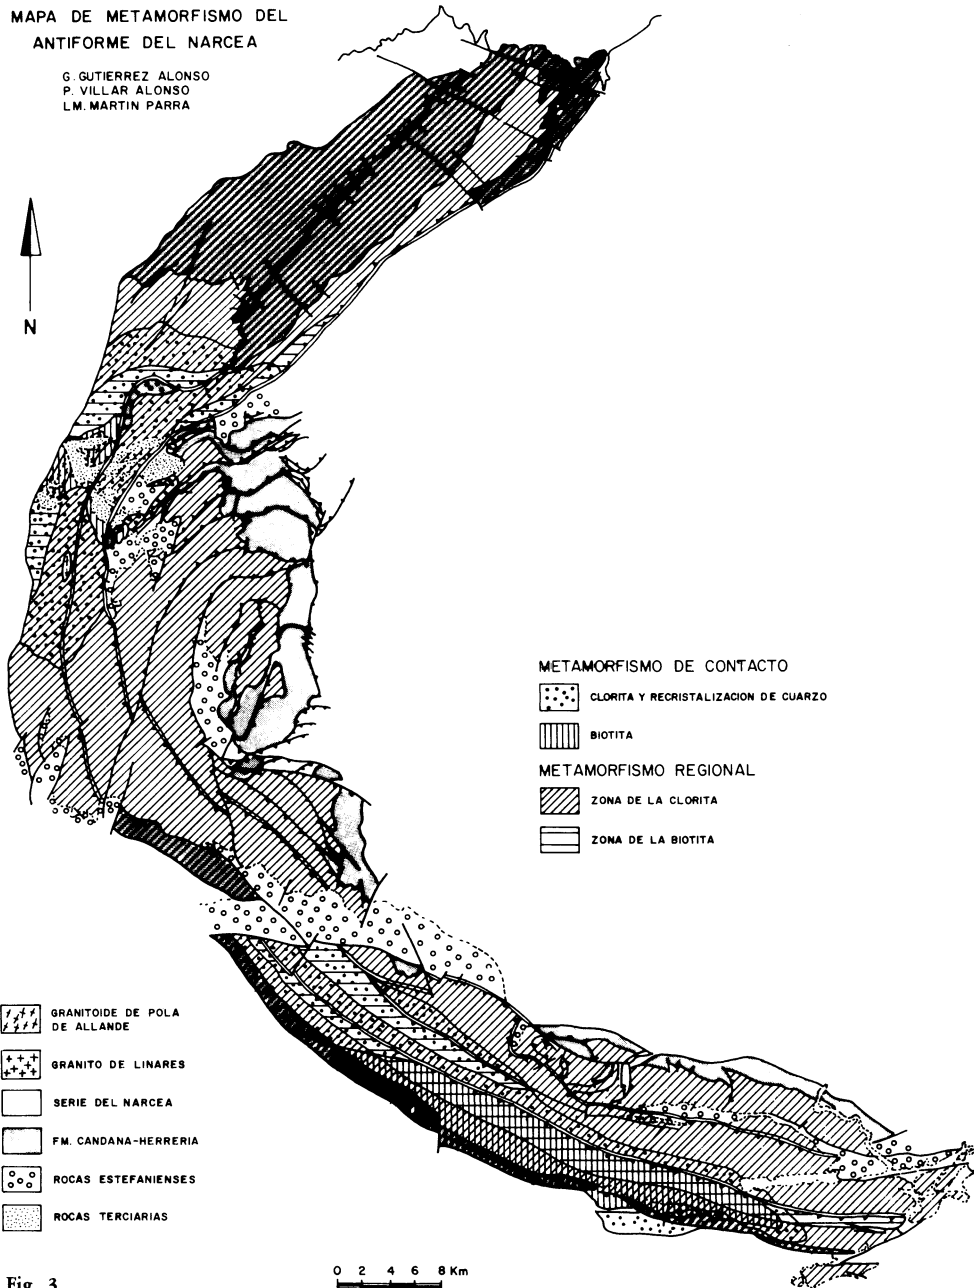 MAPA DE METAMORFISMO DEL
ANTIFORME DEL NARCEA
G. GUTIERREZ ALONSO
P. VILLAR ALONSO
LM. MARTIN PARRA
N
METAMORFISMO DE CONTACTO
CLORITA Y RECRISTALIZACION DE CUARZO
BIOTITA
METAMORFISMO REGIONAL
ZONA DE LA CLORITA
ZONA DE LA BIOTITA
GRANITOIDE DE POLA
DE ALLANDE
GRANITO DE LINARES
SERIE DEL NARCEA
FM. CANDANA-HERRERIA
ROCAS ESTEFANIENSES
ROCAS TERCIARIAS
Fig. 3
0 2 4 6 8 Km